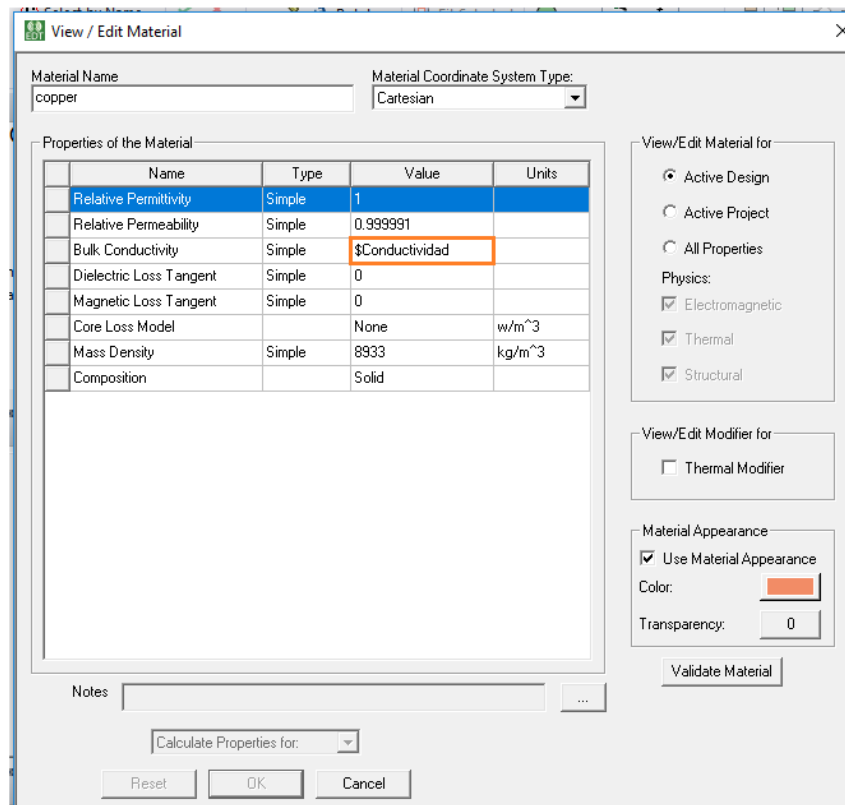 Select by Name
EDT
View / Edit Material
Material Name
Material Coordinate System Type:
copper
Cartesian
Properties of the Material
Name Type Value Units
Relative Permittivity Simple 1
Relative Permeability Simple 0.999991
Bulk Conductivity Simple $Conductividad
Dielectric Loss Tangent Simple 0
Magnetic Loss Tangent Simple 0
Core Loss Model None w/m^3
Mass Density Simple 8933 kg/m^3
Composition Solid
View/Edit Material for
Active Design
Active Project
All Properties
Physics:
Electromagnetic
Thermal
Structural
View/Edit Modifier for
Thermal Modifier
Material Appearance
Use Material Appearance
Color:
Transparency: 0
Validate Material
Notes
...
Calculate Properties for:
Reset OK Cancel